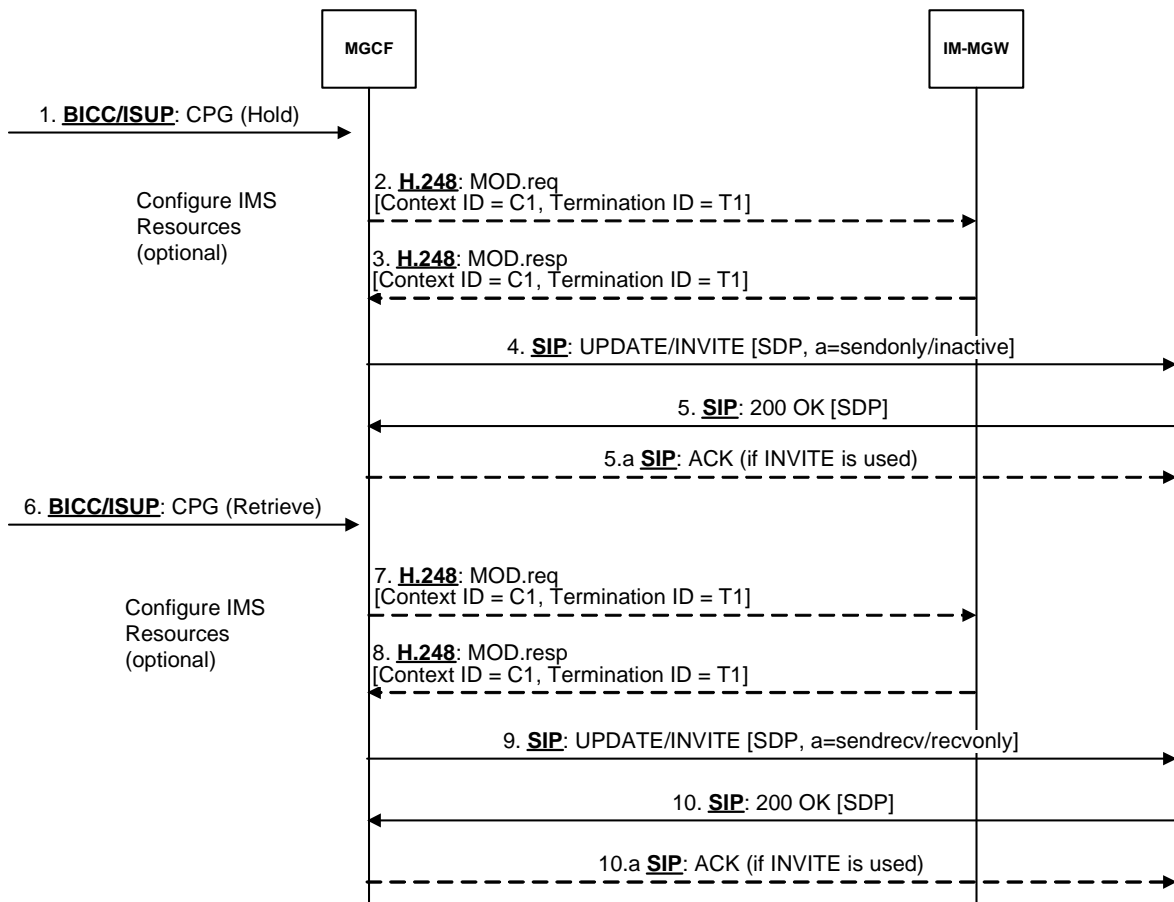 MGCF
IM-MGW
1. BICC/ISUP: CPG (Hold)
2. H.248: MOD.req
[Context ID = C1, Termination ID = T1]
Configure IMS
Resources
(optional)
3. H.248: MOD.resp
[Context ID = C1, Termination ID = T1]
4. SIP: UPDATE/INVITE [SDP, a=sendonly/inactive]
5. SIP: 200 OK [SDP]
5.a SIP: ACK (if INVITE is used)
6. BICC/ISUP: CPG (Retrieve)
7. H.248: MOD.req
[Context ID = C1, Termination ID = T1]
Configure IMS
Resources
(optional)
8. H.248: MOD.resp
[Context ID = C1, Termination ID = T1]
9. SIP: UPDATE/INVITE [SDP, a=sendrecv/recvonly]
10. SIP: 200 OK [SDP]
10.a SIP: ACK (if INVITE is used)